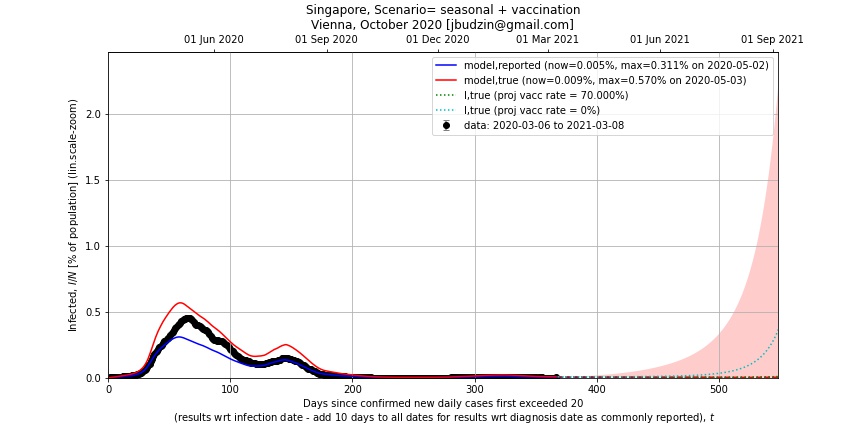 Singapore, Scenario= seasonal + vaccination
Vienna, October 2020 [jbudzin@gmail.com]
01 Jun 2020 01 Sep 2020 01 Dec 2020 01 Mar 2021 01 Jun 2021 01 Sep 2021
model,reported (now=0.005%, max=0.311% on 2020-05-02)
model,true (now=0.009%, max=0.570% on 2020-05-03)
I,true (proj vacc rate = 70.000%)
I,true (proj vacc rate = 0%)
data: 2020-03-06 to 2021-03-08
Infected, I/N [% of population] (lin.scale-zoom)
2.0
1.5
1.0
0.5
0.0
0 100 200 300 400 500
Days since confirmed new daily cases first exceeded 20
(results wrt infection date - add 10 days to all dates for results wrt diagnosis date as commonly reported), t